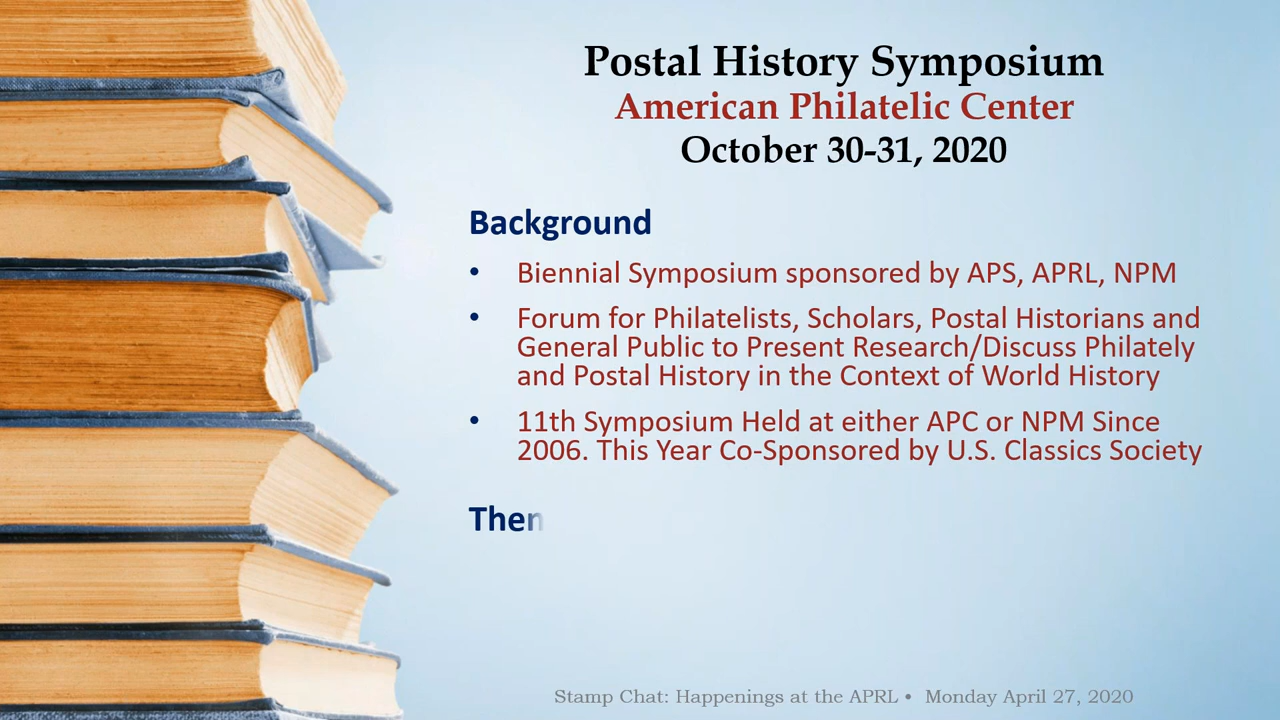 Postal History Symposium
American Philatelic Center
October 30-31, 2020
Background
• Biennial Symposium sponsored by APS, APRL, NPM
• Forum for Philatelists, Scholars, Postal Historians and
General Public to Present Research/Discuss Philately
and Postal History in the Context of World History
• 11th Symposium Held at either APC or NPM Since
2006. This Year Co-Sponsored by U.S. Classics Society
Stamp Chat: Happenings at the APRL • Monday April 27, 2020